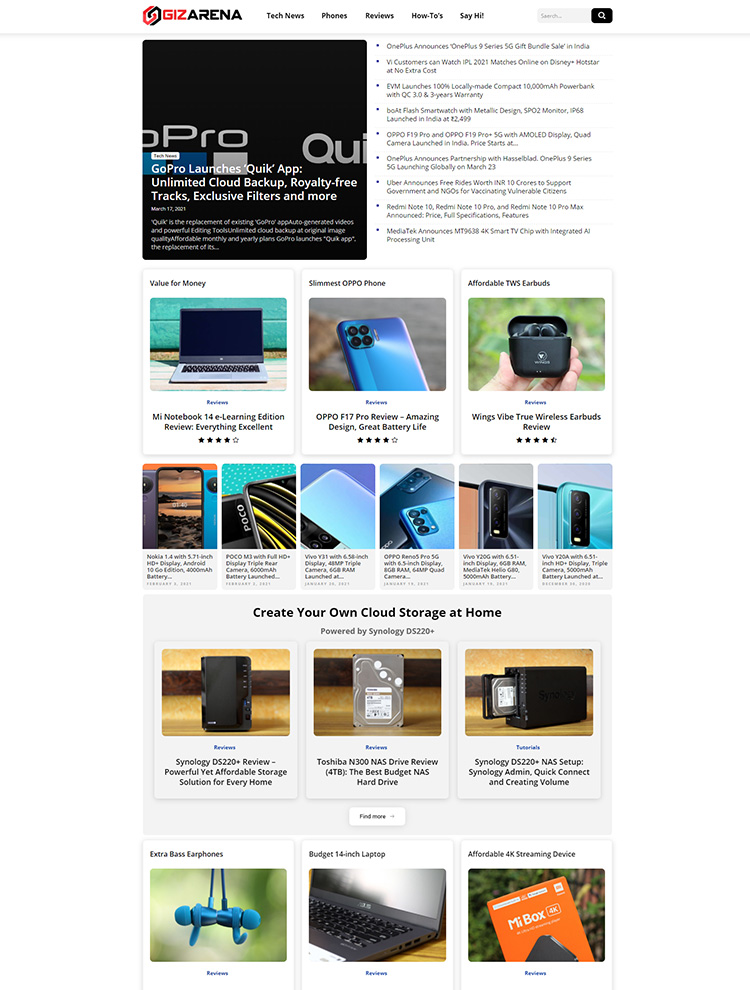 GIZARENA
Tech News Phones Reviews How-To's Say Hi!
Search...
oPro
Qui
Tech News
GoPro Launches 'Quik' App:
Unlimited Cloud Backup, Royalty-free
Tracks, Exclusive Filters and more
March 17, 2021
'Quik' is the replacement of existing 'GoPro' appAuto-generated videos
and powerful Editing ToolsUnlimited cloud backup at original image
qualityAffordable monthly and yearly plans GoPro launches "Quik app",
the replacement of its...
OnePlus Announces 'OnePlus 9 Series 5G Gift Bundle Sale' in India
Vi Customers can Watch IPL 2021 Matches Online on Disney+ Hotstar
at No Extra Cost
EVM Launches 100% Locally-made Compact 10,000mAh Powerbank
with QC 3.0 & 3-years Warranty
boAt Flash Smartwatch with Metallic Design, SPO2 Monitor, IP68
Launched in India at ₹2,499
OPPO F19 Pro and OPPO F19 Pro+ 5G with AMOLED Display, Quad
Camera Launched in India. Price Starts at...
OnePlus Announces Partnership with Hasselblad. OnePlus 9 Series
5G Launching Globally on March 23
Uber Announces Free Rides Worth INR 10 Crores to Support
Government and NGOs for Vaccinating Vulnerable Citizens
Redmi Note 10, Redmi Note 10 Pro, and Redmi Note 10 Pro Max
Announced: Price, Full Specifications, Features
MediaTek Announces MT9638 4K Smart TV Chip with Integrated AI
Processing Unit
Value for Money
Reviews
Mi Notebook 14 e-Learning Edition
Review: Everything Excellent
Slimmest OPPO Phone
Reviews
OPPO F17 Pro Review – Amazing
Design, Great Battery Life
Affordable TWS Earbuds
WINGS
Reviews
Wings Vibe True Wireless Earbuds
Review
01:40
Nokia 1.4 with 5.71-inch
HD+ Display, Android
10 Go Edition, 4000mAh
Battery...
FEBRUARY 3, 2021
POCO
POCO M3 with Full HD+
Display Triple Rear
Camera, 6000mAh
Battery Launched...
FEBRUARY 2, 2021
Vivo Y31 with 6.58-inch
Display, 48MP Triple
Camera, 6GB RAM
Launched at...
JANUARY 20, 2021
OPPO Reno5 Pro 5G
with 6.5-inch Display,
8GB RAM, 64MP Quad
Camera...
JANUARY 19, 2021
Vivo Y20G with 6.51-
inch Display, 6GB RAM,
MediaTek Helio G80,
5000mAh Battery...
JANUARY 19, 2021
Vivo Y20A with 6.51-
inch HD+ Display, Triple
Camera, 5000mAh
Battery Launched at...
DECEMBER 30, 2020
Create Your Own Cloud Storage at Home
Powered by Synology DS220+
Reviews
Synology DS220+ Review –
Powerful Yet Affordable Storage
Solution for Every Home
Reviews
Toshiba N300 NAS Drive Review
(4TB): The Best Budget NAS
Hard Drive
Synology
Tutorials
Synology DS220+ NAS Setup:
Synology Admin, Quick Connect
and Creating Volume
Find more →
Extra Bass Earphones
Reviews
Budget 14-inch Laptop
Reviews
Affordable 4K Streaming Device
Mi Box 4K
Reviews